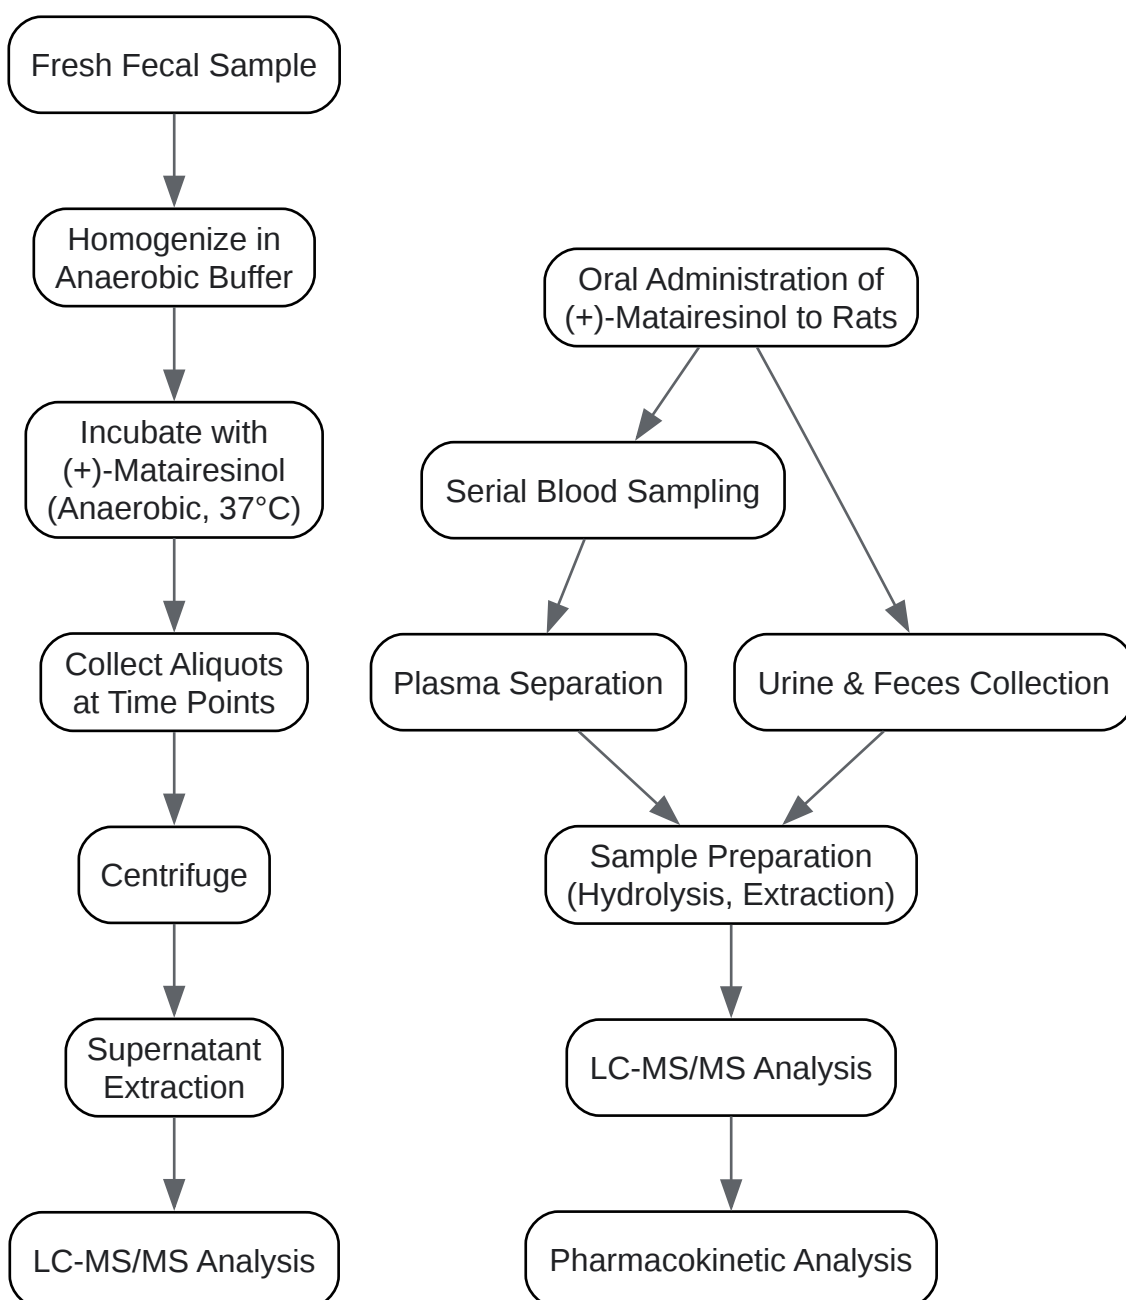 Fresh Fecal Sample
Homogenize in
Anaerobic Buffer
Incubate with
(+)-Matairesinol
(Anaerobic, 37°C)
Collect Aliquots
at Time Points
Centrifuge
Supernatant
Extraction
LC-MS/MS Analysis
Oral Administration of
(+)-Matairesinol to Rats
Serial Blood Sampling
Plasma Separation
Urine & Feces Collection
Sample Preparation
(Hydrolysis, Extraction)
LC-MS/MS Analysis
Pharmacokinetic Analysis